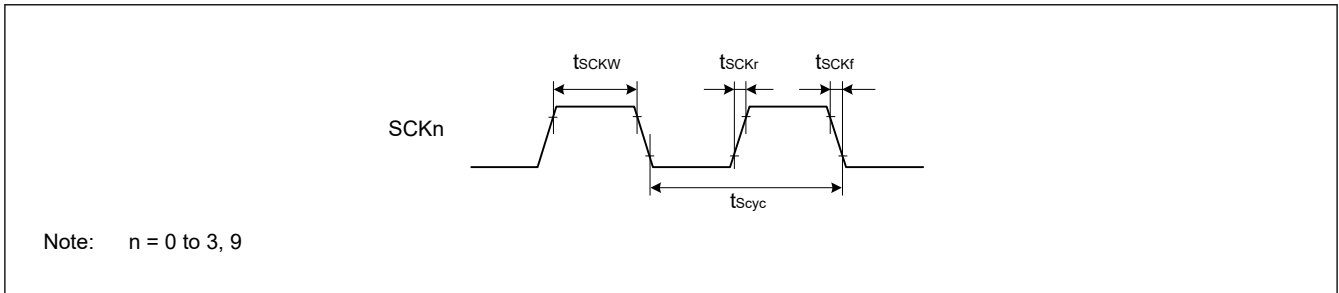 tSCKW tSCKr tSCKf
SCKn
tScyc
Note: n = 0 to 3, 9